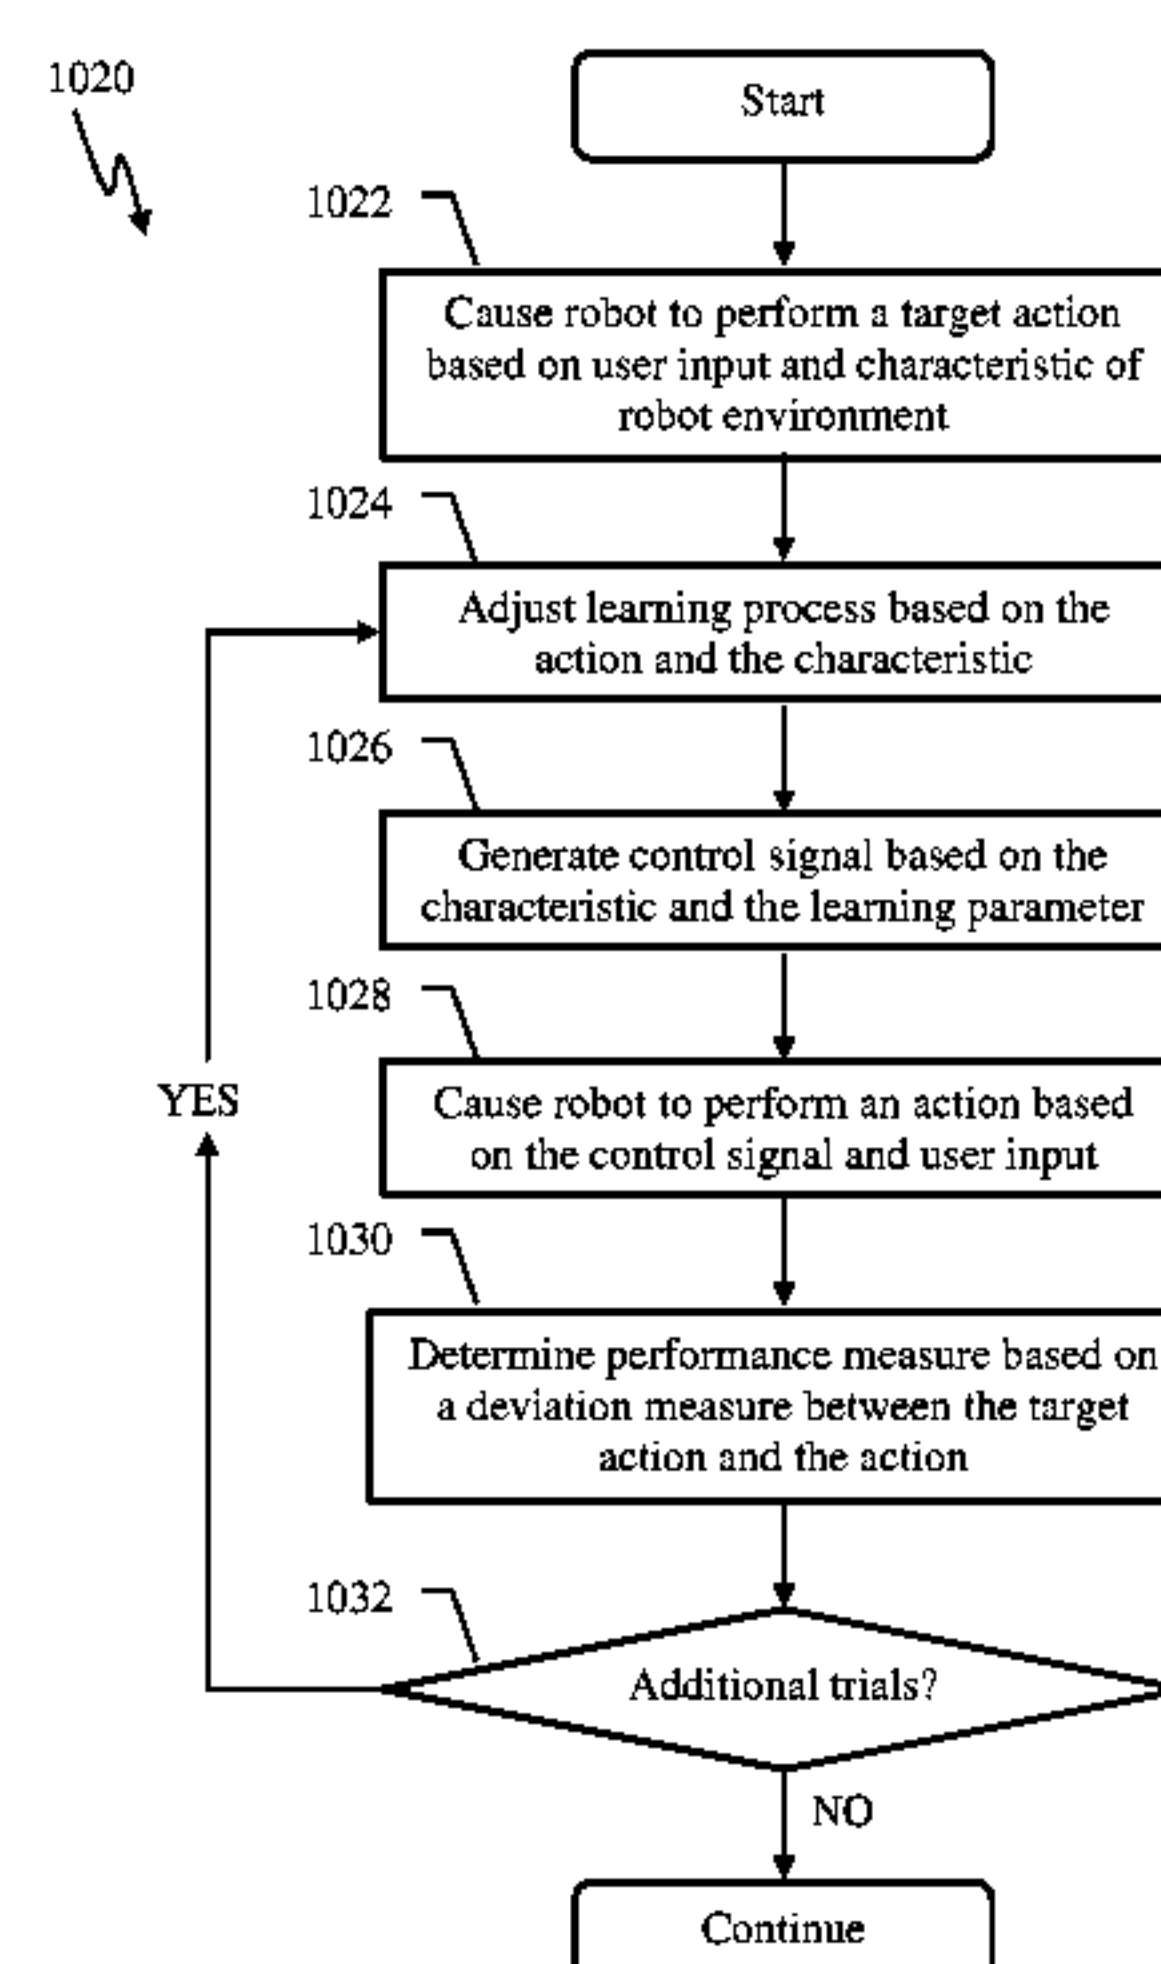 1020
Start
1022
Cause robot to perform a target action
based on user input and characteristic of
robot environment
1024
Adjust learning process based on the
action and the characteristic
1026
Generate control signal based on the
characteristic and the learning parameter
1028
Cause robot to perform an action based
on the control signal and user input
YES
1030
Determine performance measure based on
a deviation measure between the target
action and the action
1032
Additional trials?
NO
Continue